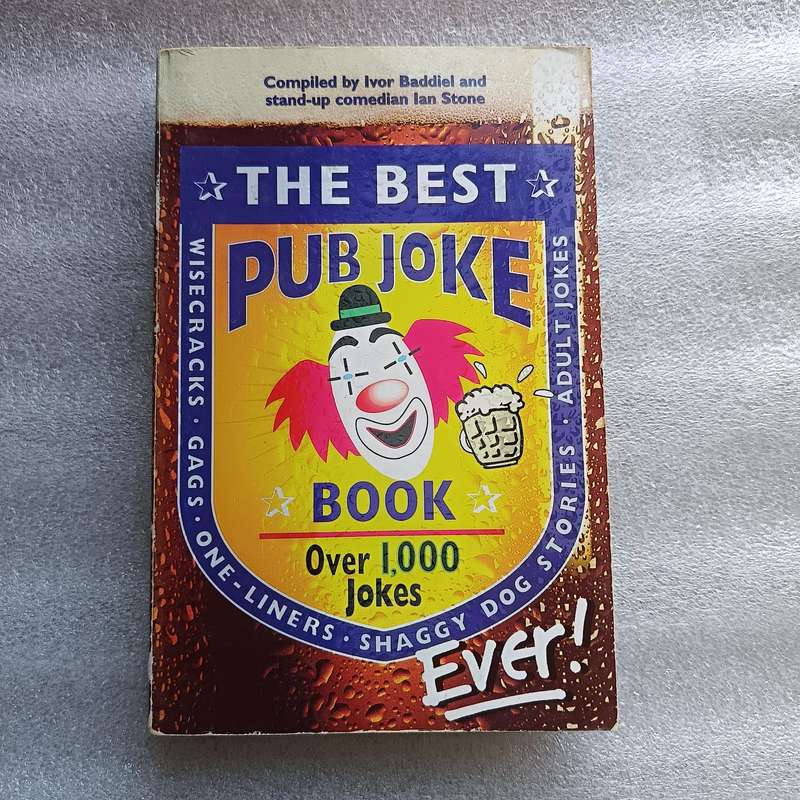 Compiled by Ivor Baddiel and
stand-up comedian Ian Stone
THE BEST
PUB JOKE
BOOK
Over 1,000
Jokes
WISECRACKS · GAGS · ONE-LINERS · SHAGGY DOG STORIES · ADULT JOKES
Ever!